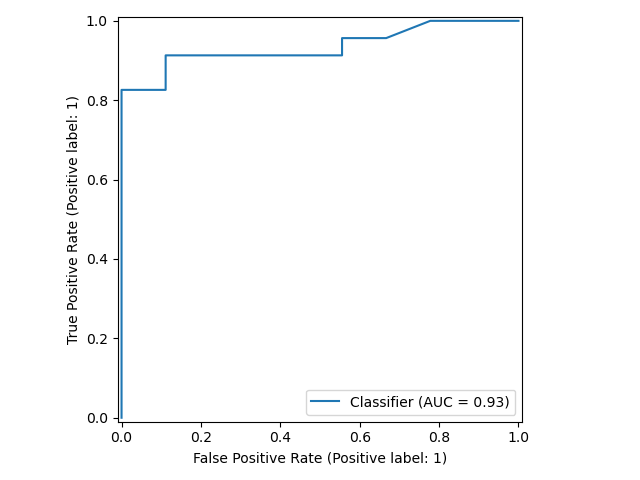 1.0
0.8
0.6
0.4
0.2
0.0
True Positive Rate (Positive label: 1)
Classifier (AUC = 0.93)
0.0 0.2 0.4 0.6 0.8 1.0
False Positive Rate (Positive label: 1)